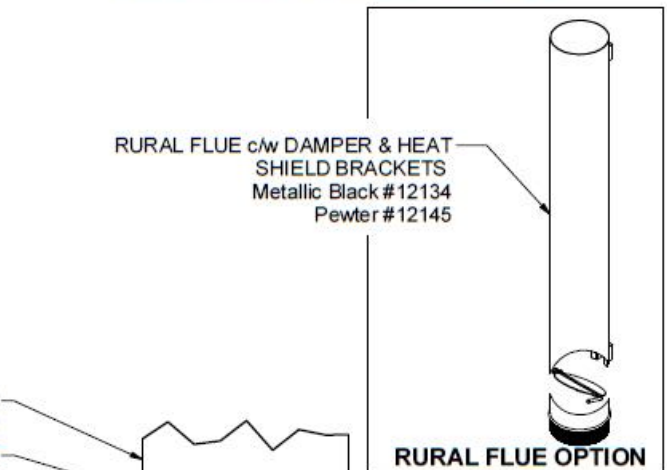 RURAL FLUE c/w DAMPER & HEAT
SHIELD BRACKETS
Metallic Black #12134
Pewter #12145
RURAL FLUE OPTION